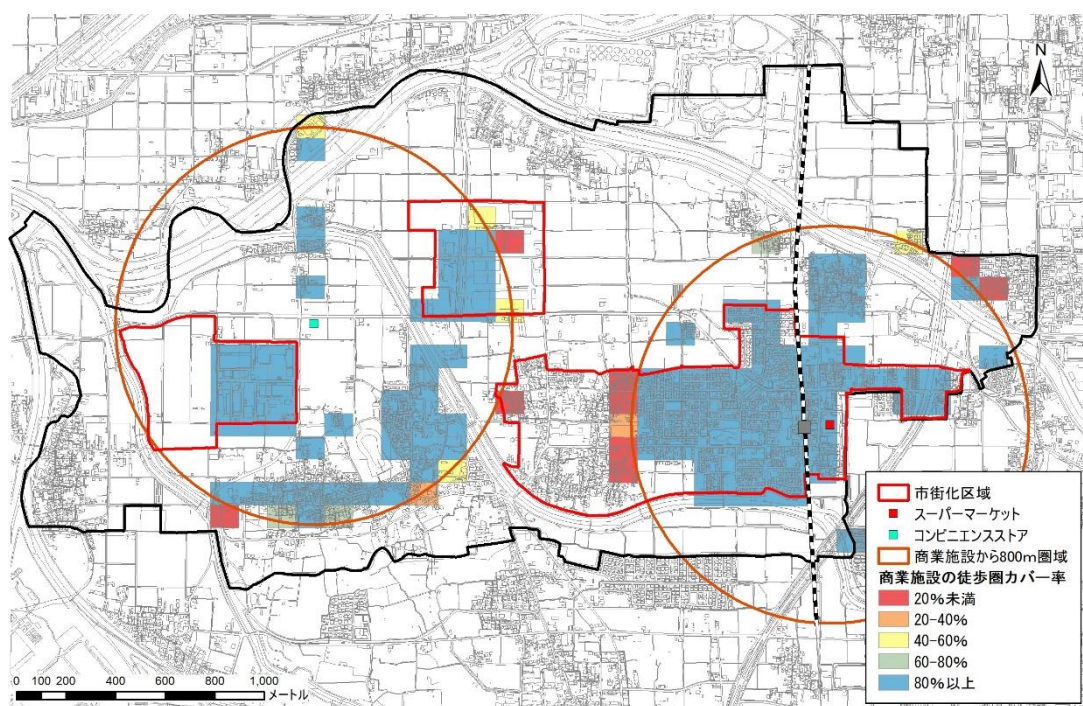 N
市街化区域
スーパーマーケット
コンビニエンスストア
商業施設から800m圏域
商業施設の徒歩圏カバー率
20%未満
20-40%
40-60%
60-80%
80%以上
0 100 200 400 600 800 1,000
メートル